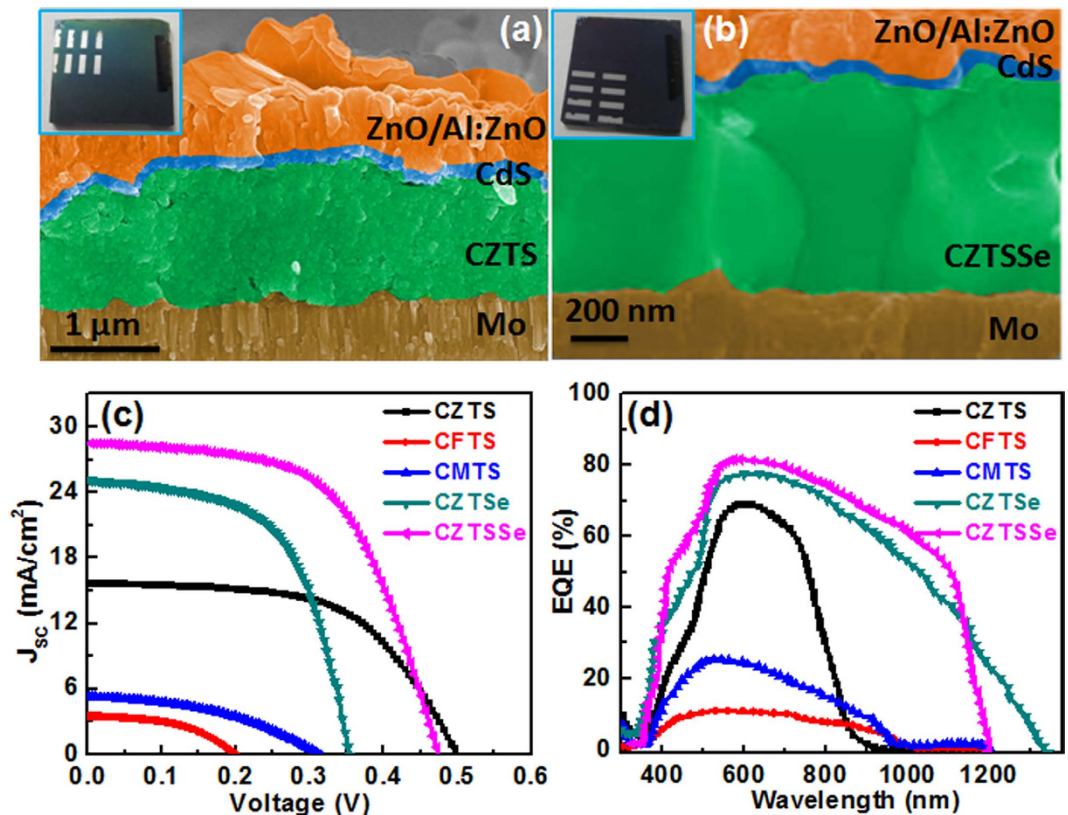 (a)
ZnO/Al:ZnO
CdS
CZTS
1 μm
Mo
(b)
ZnO/Al:ZnO
CdS
CZTSSe
200 nm
Mo
(c)
CZTS
CFTS
CMTS
CZTSe
CZTSSe
30
24
18
12
6
0
0.0 0.1 0.2 0.3 0.4 0.5 0.6
Jsc (mA/cm²)
Voltage (V)
(d)
CZTS
CFTS
CMTS
CZTSe
CZTSSe
100
80
60
40
20
0
400 600 800 1000 1200
EQE (%)
Wavelength (nm)